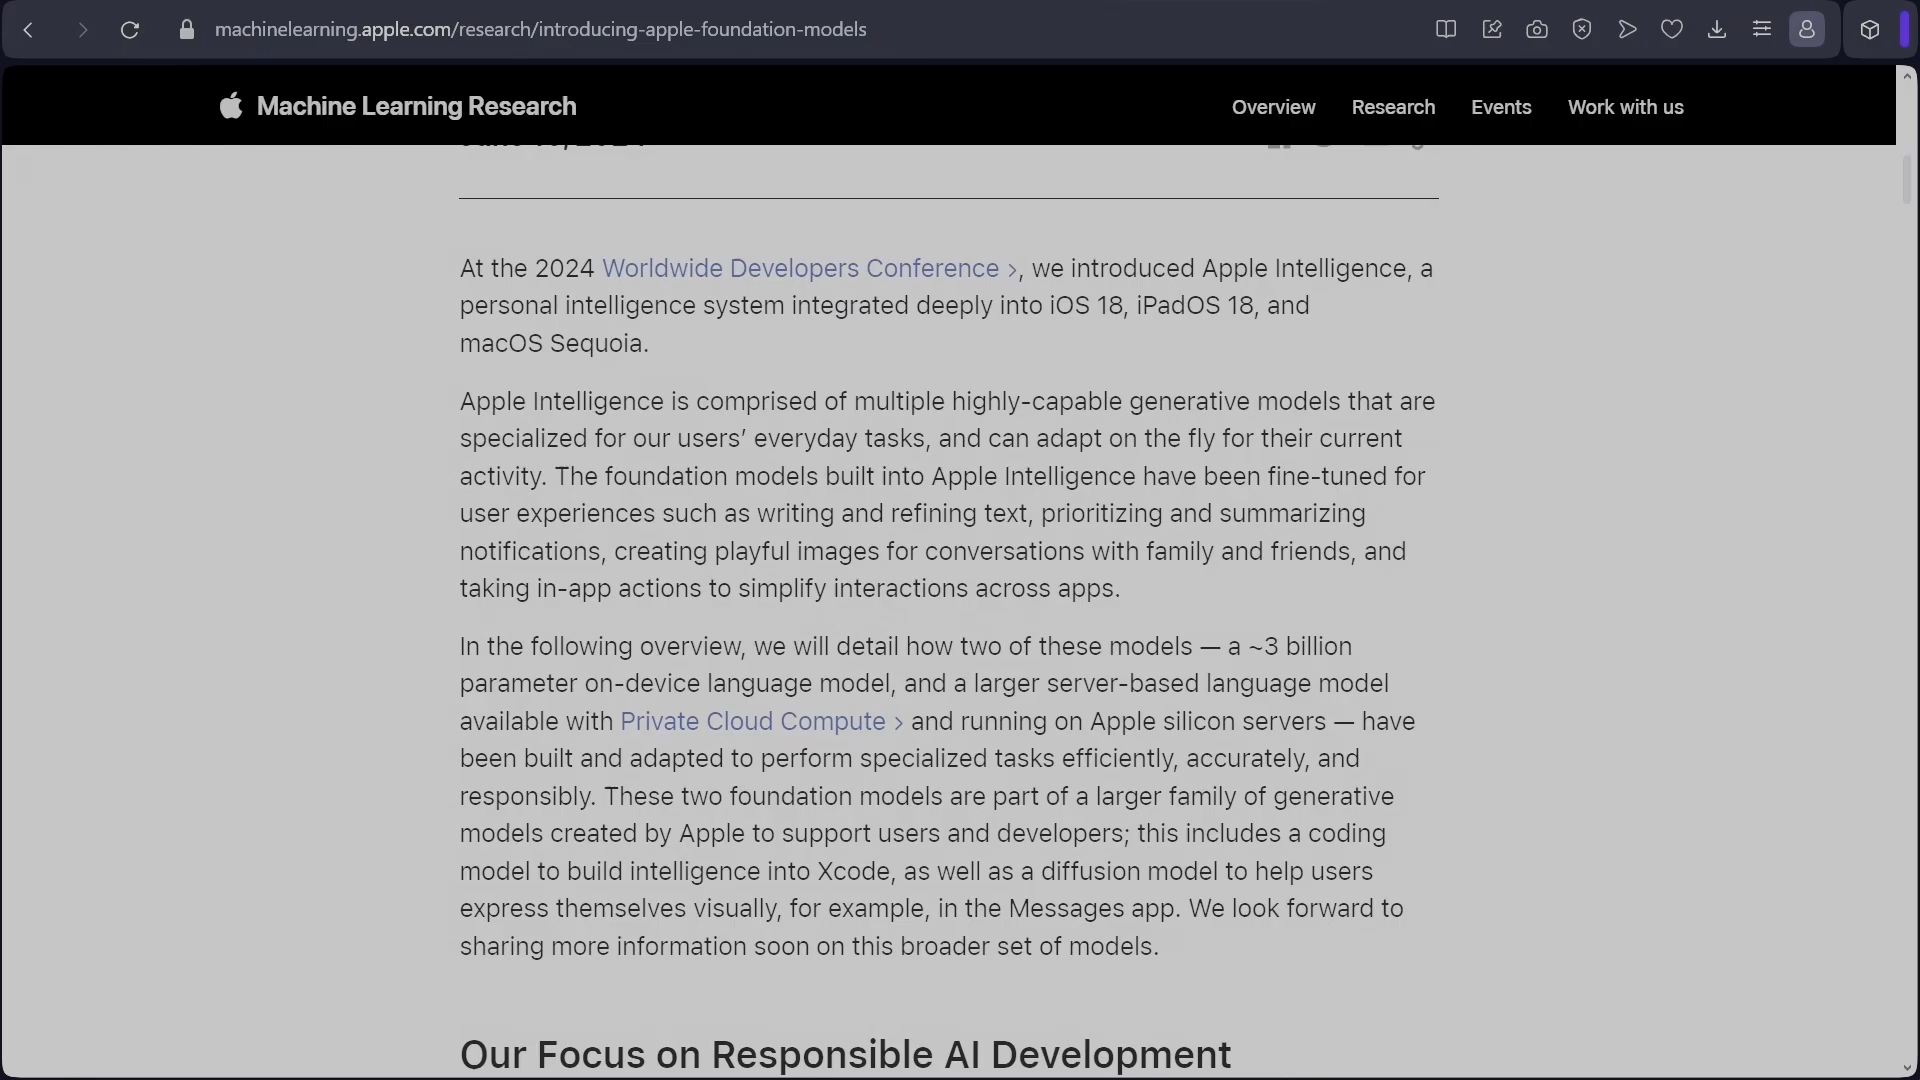 machinelearning.apple.com/research/introducing-apple-foundation-models
Machine Learning Research
Overview
Research
Events
Work with us
At the 2024 Worldwide Developers Conference >, we introduced Apple Intelligence, a
personal intelligence system integrated deeply into iOS 18, iPadOS 18, and
macOS Sequoia.
Apple Intelligence is comprised of multiple highly-capable generative models that are
specialized for our users’ everyday tasks, and can adapt on the fly for their current
activity. The foundation models built into Apple Intelligence have been fine-tuned for
user experiences such as writing and refining text, prioritizing and summarizing
notifications, creating playful images for conversations with family and friends, and
taking in-app actions to simplify interactions across apps.
In the following overview, we will detail how two of these models — a ~3 billion
parameter on-device language model, and a larger server-based language model
available with Private Cloud Compute > and running on Apple silicon servers — have
been built and adapted to perform specialized tasks efficiently, accurately, and
responsibly. These two foundation models are part of a larger family of generative
models created by Apple to support users and developers; this includes a coding
model to build intelligence into Xcode, as well as a diffusion model to help users
express themselves visually, for example, in the Messages app. We look forward to
sharing more information soon on this broader set of models.
Our Focus on Responsible AI Development